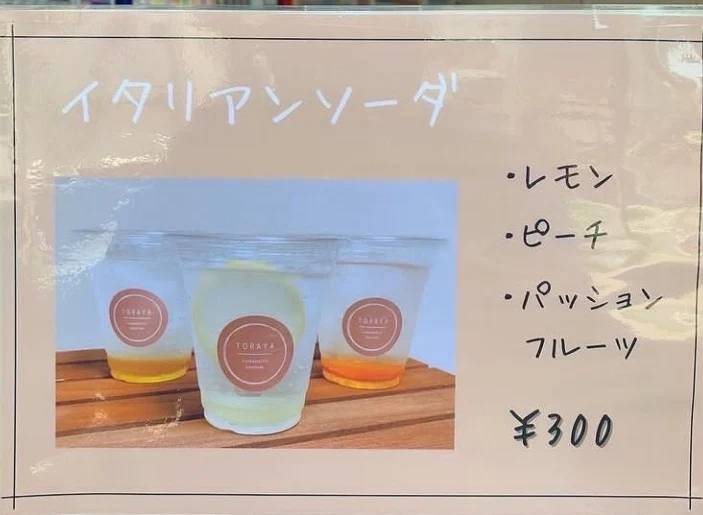 イタリアンソーダ
・レモン
・ピーチ
・パッション
フルーツ
¥300
TORAYA
TORAYA
TORAYA